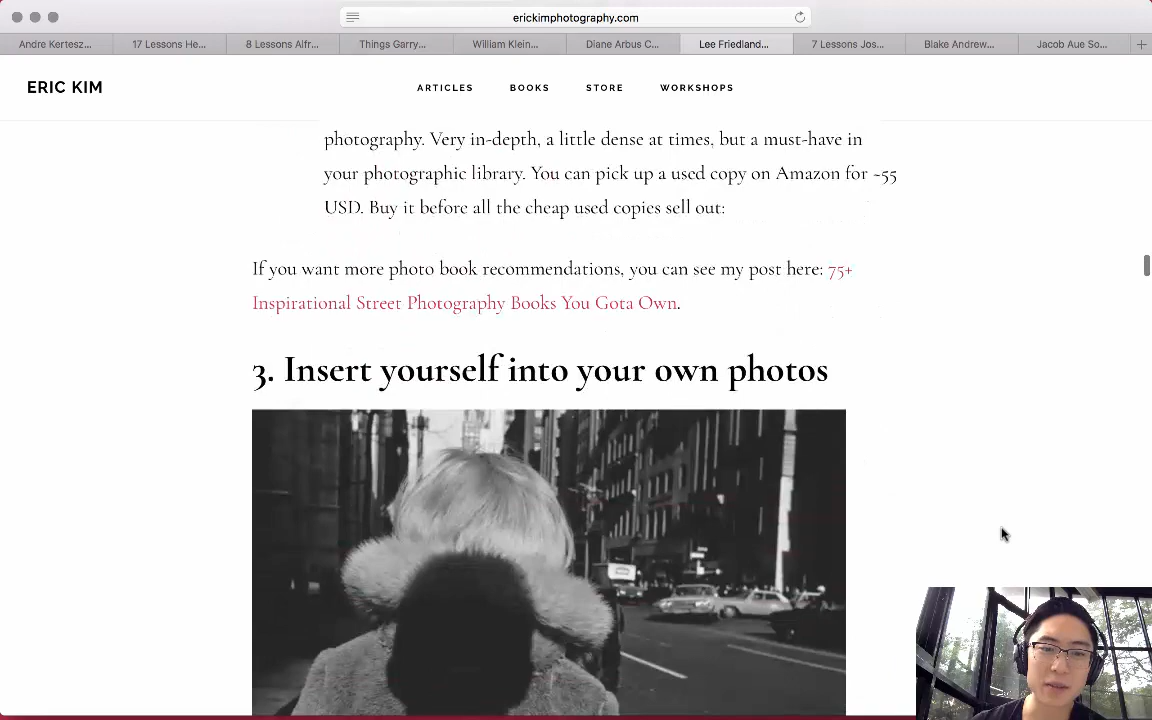 erickimphotography.com
Andre Kertesz...
17 Lessons He...
8 Lessons Alfr...
Things Garry...
William Klein...
Diane Arbus C...
Lee Friedland...
7 Lessons Jos...
Blake Andrew...
Jacob Aue So...
ERIC KIM
ARTICLES
BOOKS
STORE
WORKSHOPS
photography. Very in-depth, a little dense at times, but a must-have in
your photographic library. You can pick up a used copy on Amazon for ~55
USD. Buy it before all the cheap used copies sell out:
If you want more photo book recommendations, you can see my post here: 75+
Inspirational Street Photography Books You Gota Own.
3. Insert yourself into your own photos